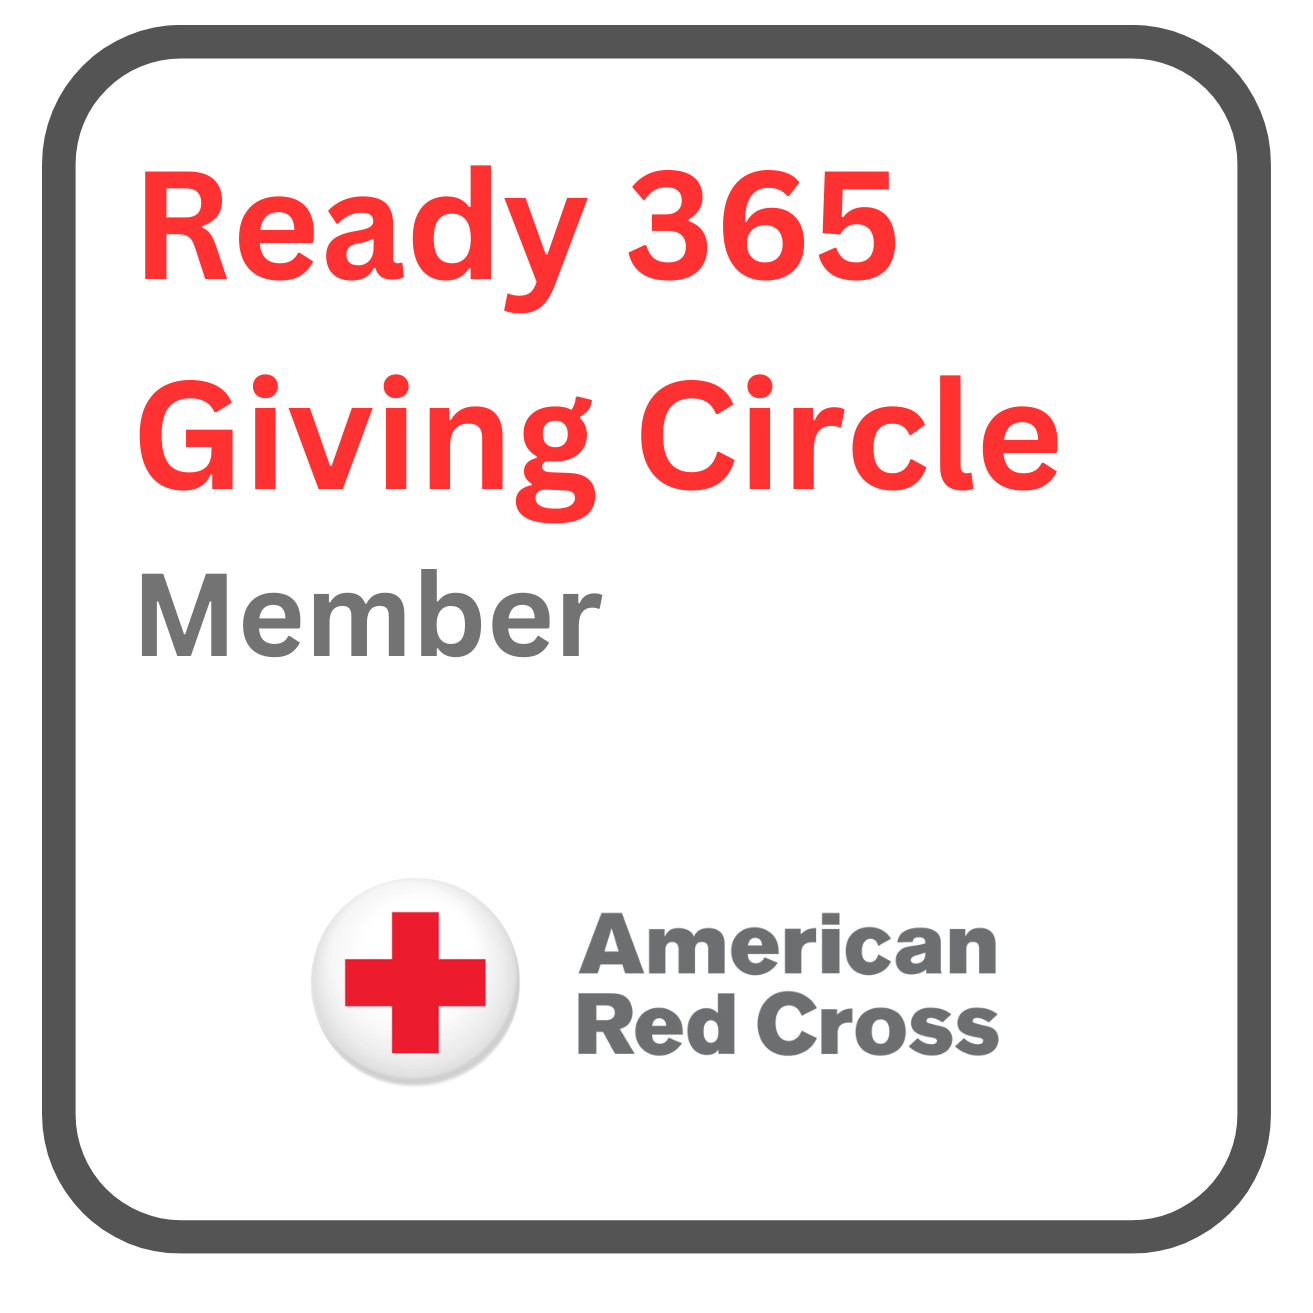 Ready 365
Giving Circle
Member
American
Red Cross